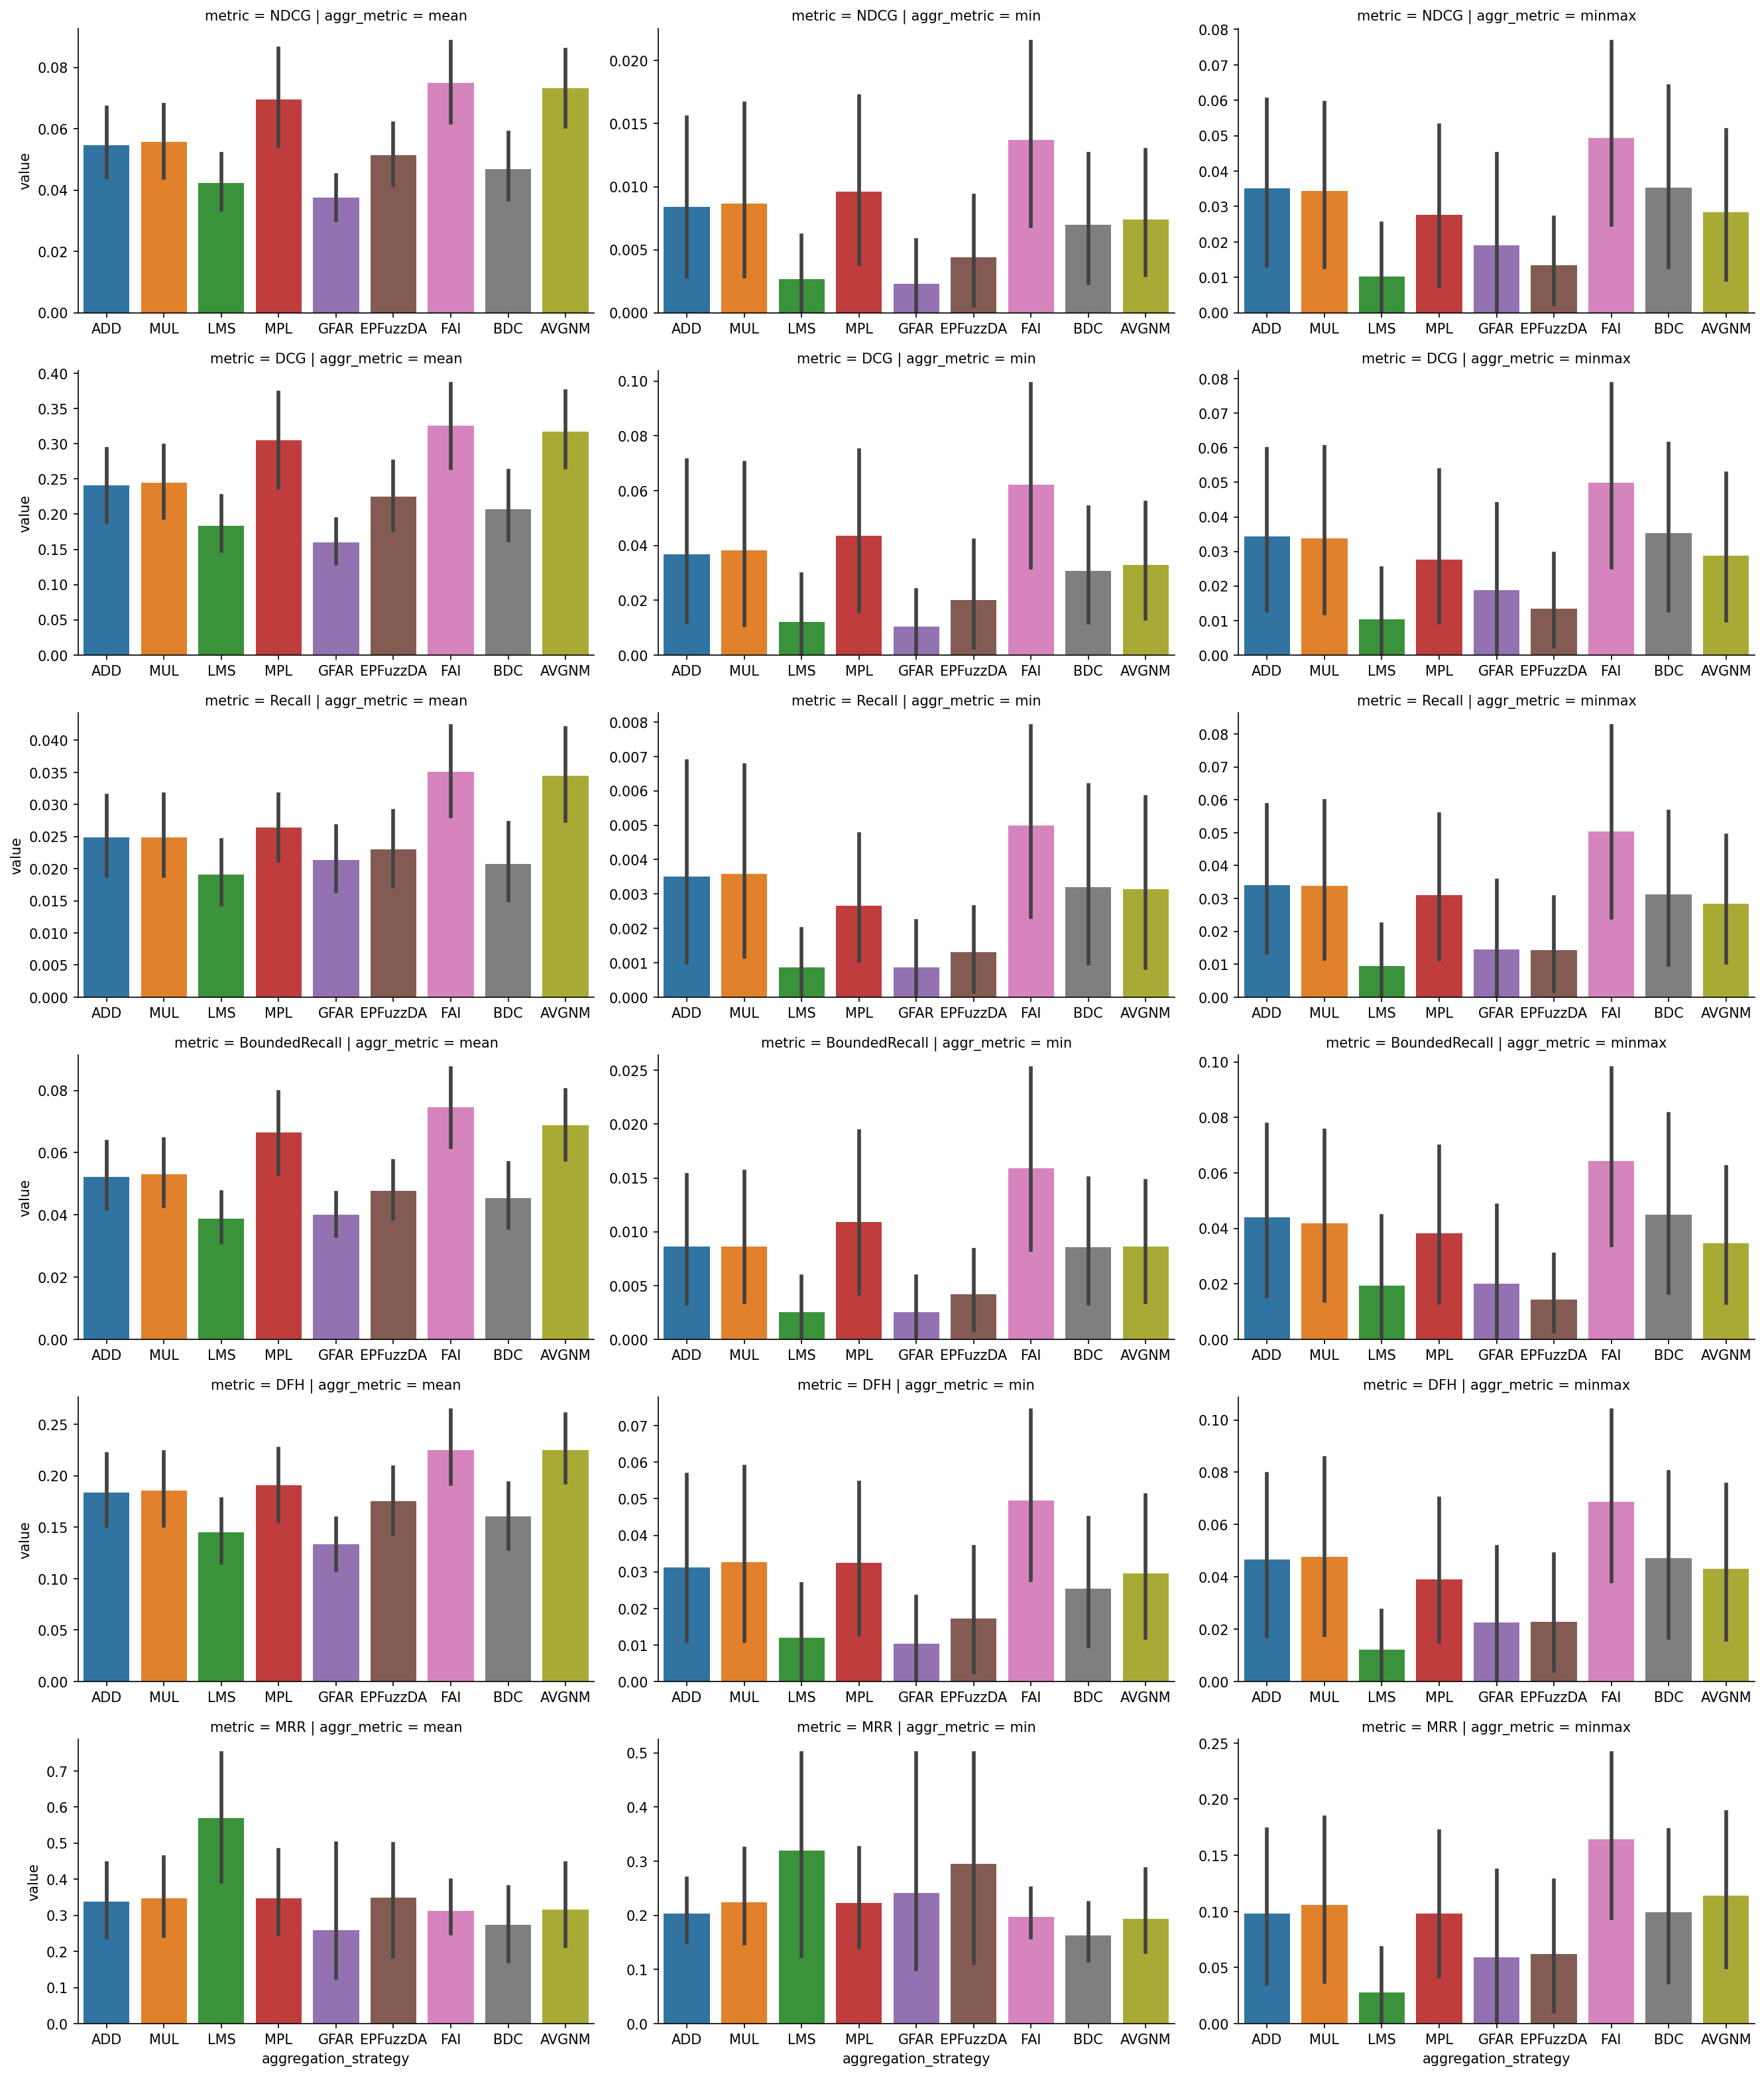 metric = NDCG | aggr_metric = mean
value
0.08
0.06
0.04
0.02
0.00
ADD MUL LMS MPL GFAR EPFuzzDA FAI BDC AVGNM
metric = NDCG | aggr_metric = min
0.020
0.015
0.010
0.005
0.000
ADD MUL LMS MPL GFAR EPFuzzDA FAI BDC AVGNM
metric = NDCG | aggr_metric = minmax
0.08
0.07
0.06
0.05
0.04
0.03
0.02
0.01
0.00
ADD MUL LMS MPL GFAR EPFuzzDA FAI BDC AVGNM
metric = DCG | aggr_metric = mean
value
0.40
0.35
0.30
0.25
0.20
0.15
0.10
0.05
0.00
ADD MUL LMS MPL GFAR EPFuzzDA FAI BDC AVGNM
metric = DCG | aggr_metric = min
0.10
0.08
0.06
0.04
0.02
0.00
ADD MUL LMS MPL GFAR EPFuzzDA FAI BDC AVGNM
metric = DCG | aggr_metric = minmax
0.08
0.07
0.06
0.05
0.04
0.03
0.02
0.01
0.00
ADD MUL LMS MPL GFAR EPFuzzDA FAI BDC AVGNM
metric = Recall | aggr_metric = mean
value
0.040
0.035
0.030
0.025
0.020
0.015
0.010
0.005
0.000
ADD MUL LMS MPL GFAR EPFuzzDA FAI BDC AVGNM
metric = Recall | aggr_metric = min
0.008
0.007
0.006
0.005
0.004
0.003
0.002
0.001
0.000
ADD MUL LMS MPL GFAR EPFuzzDA FAI BDC AVGNM
metric = Recall | aggr_metric = minmax
0.08
0.07
0.06
0.05
0.04
0.03
0.02
0.01
0.00
ADD MUL LMS MPL GFAR EPFuzzDA FAI BDC AVGNM
metric = BoundedRecall | aggr_metric = mean
value
0.08
0.06
0.04
0.02
0.00
ADD MUL LMS MPL GFAR EPFuzzDA FAI BDC AVGNM
metric = BoundedRecall | aggr_metric = min
0.025
0.020
0.015
0.010
0.005
0.000
ADD MUL LMS MPL GFAR EPFuzzDA FAI BDC AVGNM
metric = BoundedRecall | aggr_metric = minmax
0.10
0.08
0.06
0.04
0.02
0.00
ADD MUL LMS MPL GFAR EPFuzzDA FAI BDC AVGNM
metric = DFH | aggr_metric = mean
value
0.25
0.20
0.15
0.10
0.05
0.00
ADD MUL LMS MPL GFAR EPFuzzDA FAI BDC AVGNM
metric = DFH | aggr_metric = min
0.07
0.06
0.05
0.04
0.03
0.02
0.01
0.00
ADD MUL LMS MPL GFAR EPFuzzDA FAI BDC AVGNM
metric = DFH | aggr_metric = minmax
0.10
0.08
0.06
0.04
0.02
0.00
ADD MUL LMS MPL GFAR EPFuzzDA FAI BDC AVGNM
metric = MRR | aggr_metric = mean
value
0.7
0.6
0.5
0.4
0.3
0.2
0.1
0.0
ADD MUL LMS MPL GFAR EPFuzzDA FAI BDC AVGNM
aggregation_strategy
metric = MRR | aggr_metric = min
0.5
0.4
0.3
0.2
0.1
0.0
ADD MUL LMS MPL GFAR EPFuzzDA FAI BDC AVGNM
aggregation_strategy
metric = MRR | aggr_metric = minmax
0.25
0.20
0.15
0.10
0.05
0.00
ADD MUL LMS MPL GFAR EPFuzzDA FAI BDC AVGNM
aggregation_strategy